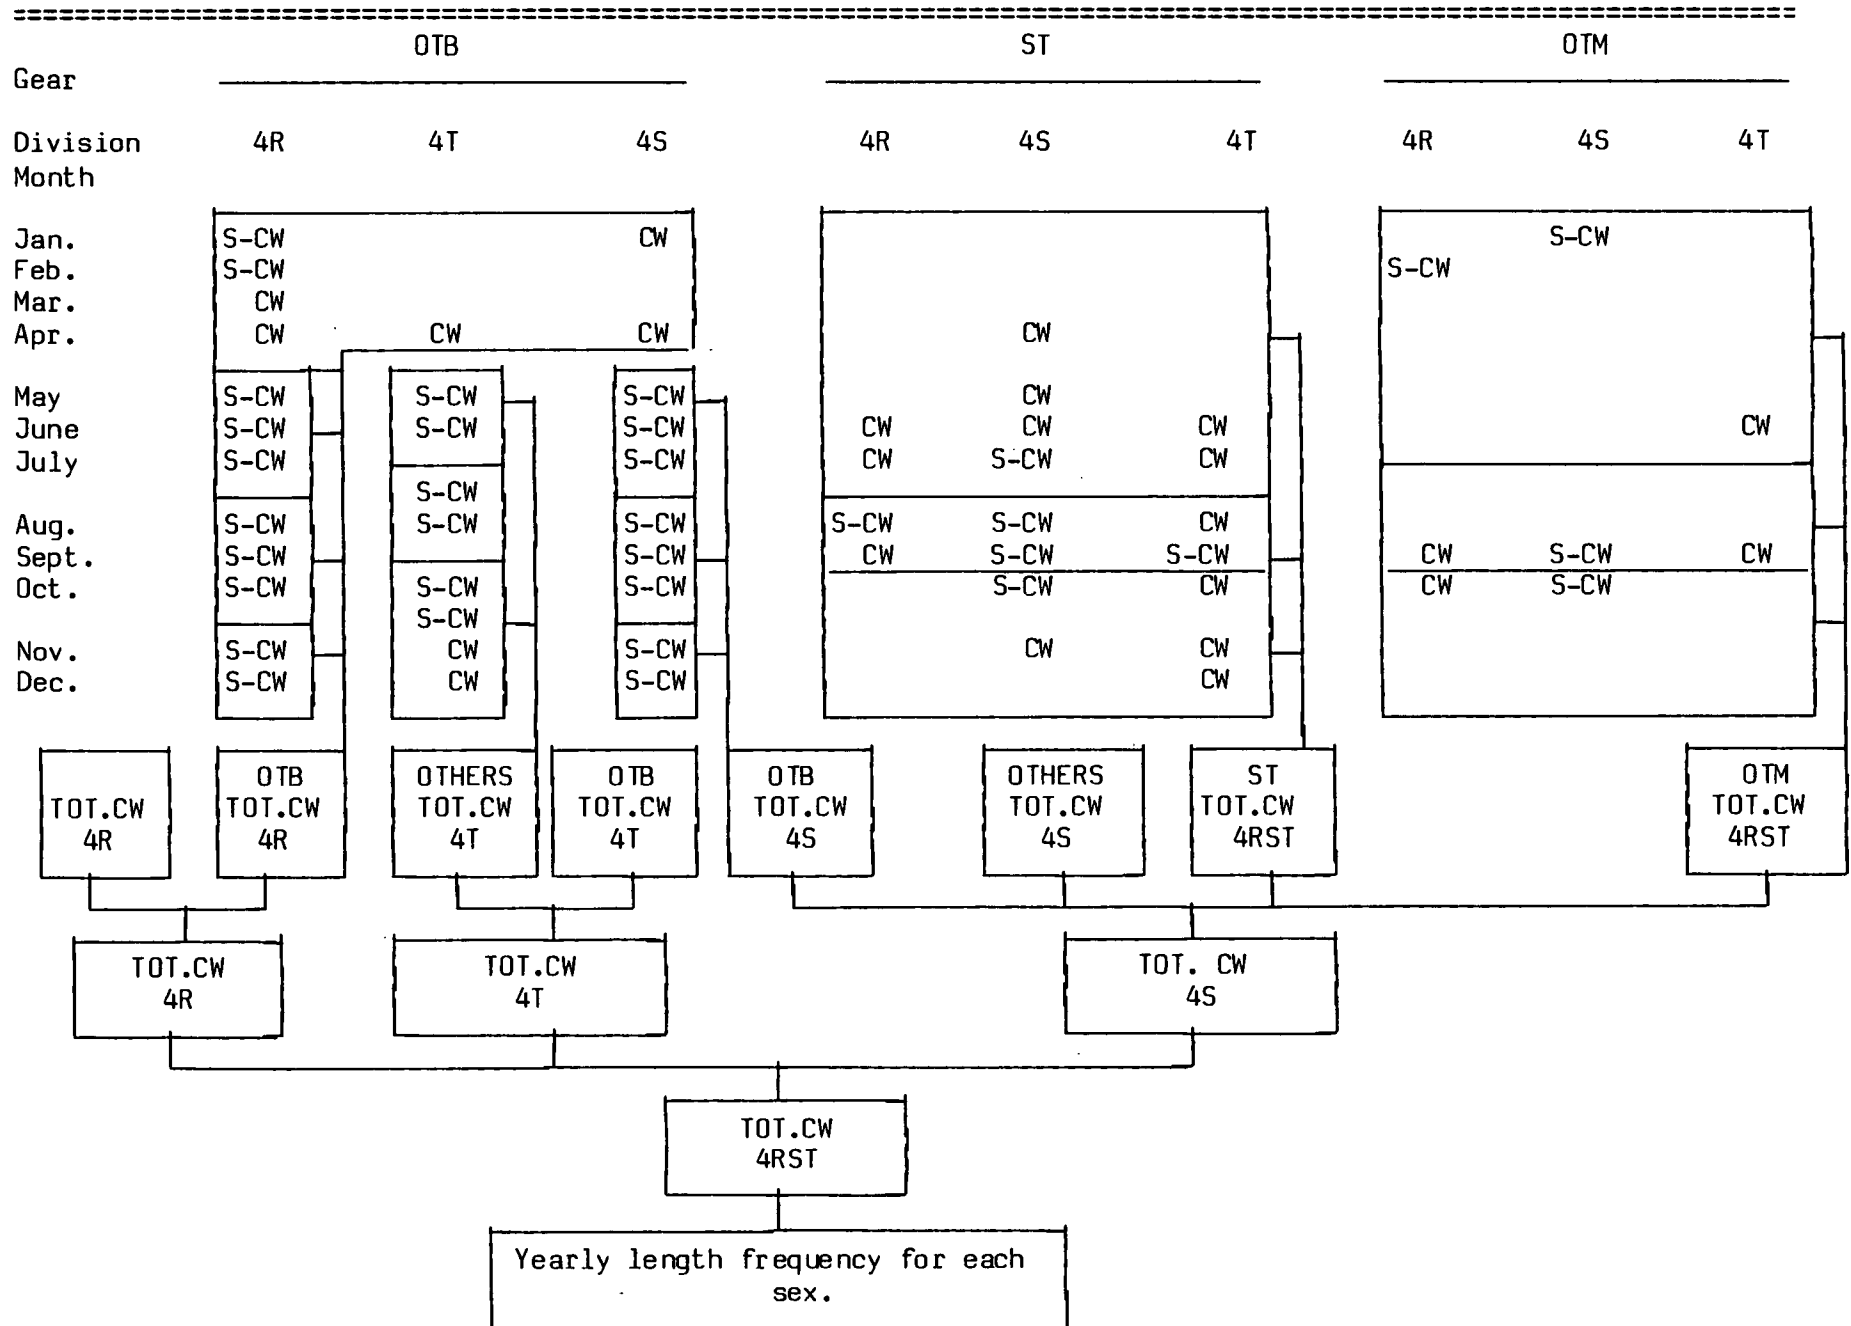 OTB ST OTM
Gear
Division 4R 4T 4S 4R 4S 4T 4R 4S 4T
Month
Jan. S-CW CW S-CW
Feb. S-CW S-CW
Mar. CW
Apr. CW CW CW CW
May S-CW S-CW S-CW CW
June S-CW S-CW S-CW CW CW CW CW
July S-CW S-CW CW S-CW CW
S-CW
Aug. S-CW S-CW S-CW S-CW S-CW CW
Sept. S-CW S-CW CW S-CW S-CW CW S-CW CW
Oct. S-CW S-CW S-CW S-CW CW CW S-CW
S-CW
Nov. S-CW CW S-CW CW CW
Dec. S-CW CW S-CW CW
OTB OTHERS OTB OTB OTHERS ST OTM
TOT.CW TOT.CW TOT.CW TOT.CW TOT.CW TOT.CW TOT.CW TOT.CW
4R 4R 4T 4T 4S 4S 4RST 4RST
TOT.CW TOT.CW TOT. CW
4R 4T 4S
TOT.CW
4RST
Yearly length frequency for each
sex.